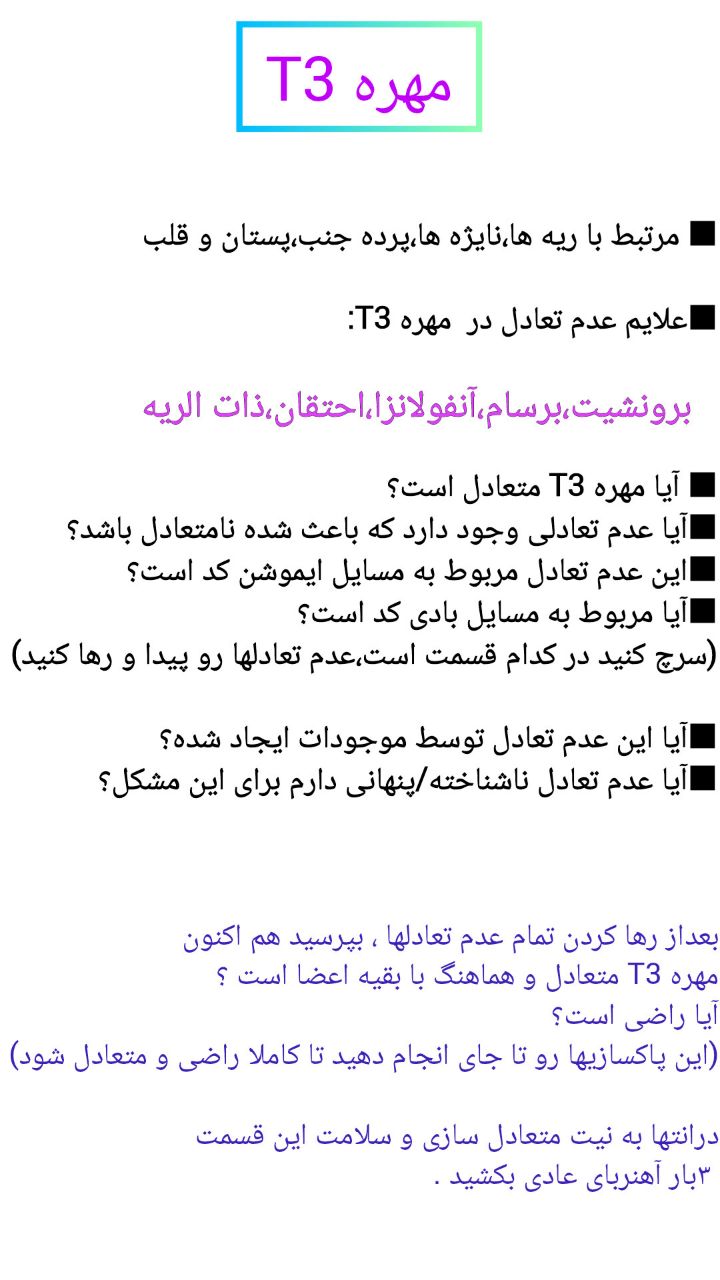 مهره T3
■ مرتبط با ریه ها،نایژه ها،پرده جنب،پستان و قلب
■علایم عدم تعادل در مهره T3:
برونشیت،برسام،آنفولانزا،احتقان،ذات الریه
■ آیا مهره T3 متعادل است؟
■آیا عدم تعادلی وجود دارد که باعث شده نامتعادل باشد؟
■این عدم تعادل مربوط به مسایل ایموشن کد است؟
■آیا مربوط به مسایل بادی کد است؟
(سرچ کنید در کدام قسمت است،عدم تعادلها رو پیدا و رها کنید)
■آیا این عدم تعادل توسط موجودات ایجاد شده؟
■آیا عدم تعادل ناشناخته/پنهانی دارم برای این مشکل؟
بعداز رها کردن تمام عدم تعادلها ، بپرسید هم اکنون
مهره T3 متعادل و هماهنگ با بقیه اعضا است ؟
آیا راضی است؟
(این پاکسازیها رو تا جای انجام دهید تا کاملا راضی و متعادل شود)
درانتها به نیت متعادل سازی و سلامت این قسمت
۳بار آهنربای عادی بکشید .